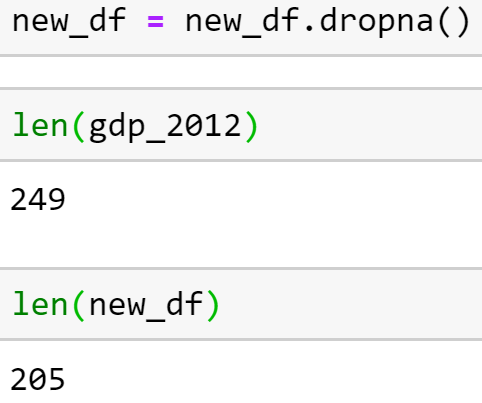 new_df = new_df.dropna()
len(gdp_2012)
249
len(new_df)
205